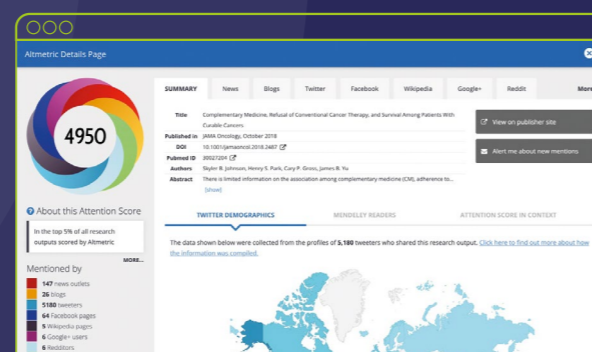 Altmetric Details Page
4950
About this Attention Score
In the top 5% of all research
outputs scored by Altmetric
MORE...
Mentioned by
147 news outlets
26 blogs
5180 tweeters
64 Facebook pages
5 Wikipedia pages
6 Google+ users
6 Redditors
SUMMARY News Blogs Twitter Facebook Wikipedia Google+ Reddit More
Title Complementary Medicine, Refusal of Conventional Cancer Therapy, and Survival Among Patients With
Curable Cancers
Published in JAMA Oncology, October 2018
DOI 10.1001/jamaoncol.2018.2487
Pubmed ID 30027204
Authors Skyler B. Johnson, Henry S. Park, Cary P. Gross, James B. Yu
Abstract There is limited information on the association among complementary medicine (CM), adherence to...
[show]
View on publisher site
Alert me about new mentions
TWITTER DEMOGRAPHICS MENDELEY READERS ATTENTION SCORE IN CONTEXT
The data shown below were collected from the profiles of 5,180 tweeters who shared this research output. Click here to find out more about how
the information was compiled.